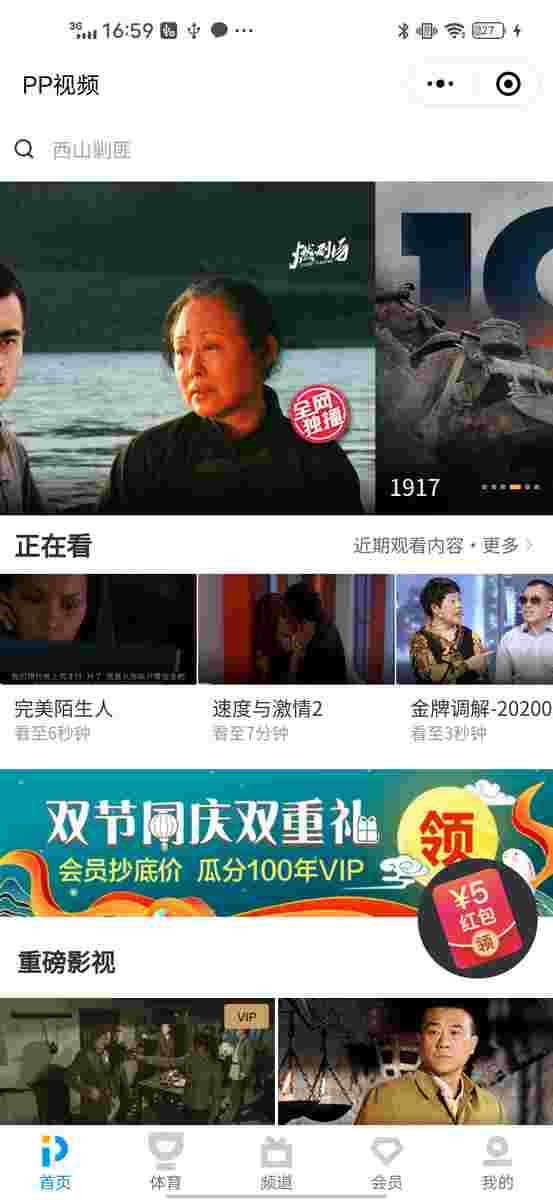 3G 16:59 27
PP视频
西山剿匪
燃剧场
全网
独播
19
1917
正在看
近期观看内容·更多
完美陌生人
看至6秒钟
速度与激情2
看至7分钟
金牌调解-20200
看至3秒钟
双节同庆双重礼
会员抄底价 瓜分100年VIP
领
¥5
红包
领
重磅影视
VIP
首页
体育
频道
会员
我的